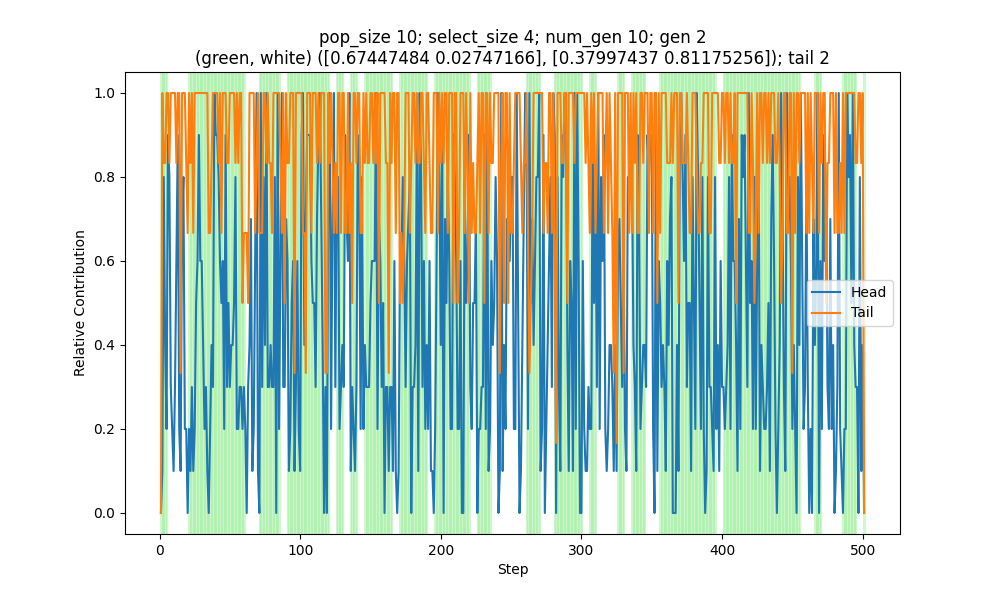 pop_size 10; select_size 4; num_gen 10; gen 2
(green, white) ([0.67447484 0.02747166], [0.37997437 0.81175256]); tail 2
1.0
0.8
0.6
0.4
0.2
0.0
Relative Contribution
Head
Tail
0
100
200
300
400
500
Step